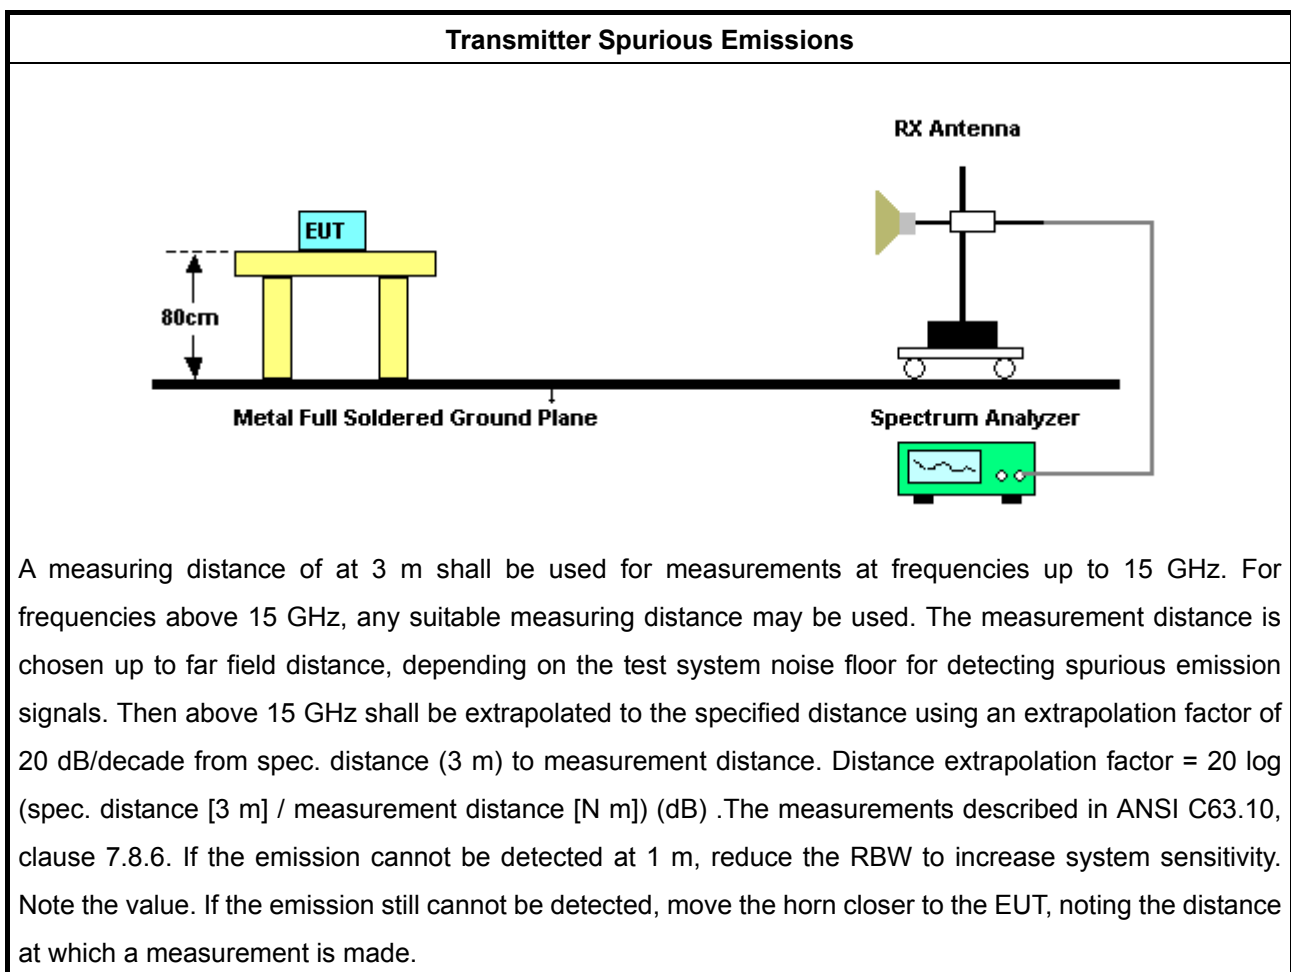 Transmitter Spurious Emissions
RX Antenna
EUT
80cm
Metal Full Soldered Ground Plane
Spectrum Analyzer
A measuring distance of at 3 m shall be used for measurements at frequencies up to 15 GHz. For
frequencies above 15 GHz, any suitable measuring distance may be used. The measurement distance is
chosen up to far field distance, depending on the test system noise floor for detecting spurious emission
signals. Then above 15 GHz shall be extrapolated to the specified distance using an extrapolation factor of
20 dB/decade from spec. distance (3 m) to measurement distance. Distance extrapolation factor = 20 log
(spec. distance [3 m] / measurement distance [N m]) (dB) .The measurements described in ANSI C63.10,
clause 7.8.6. If the emission cannot be detected at 1 m, reduce the RBW to increase system sensitivity.
Note the value. If the emission still cannot be detected, move the horn closer to the EUT, noting the distance
at which a measurement is made.